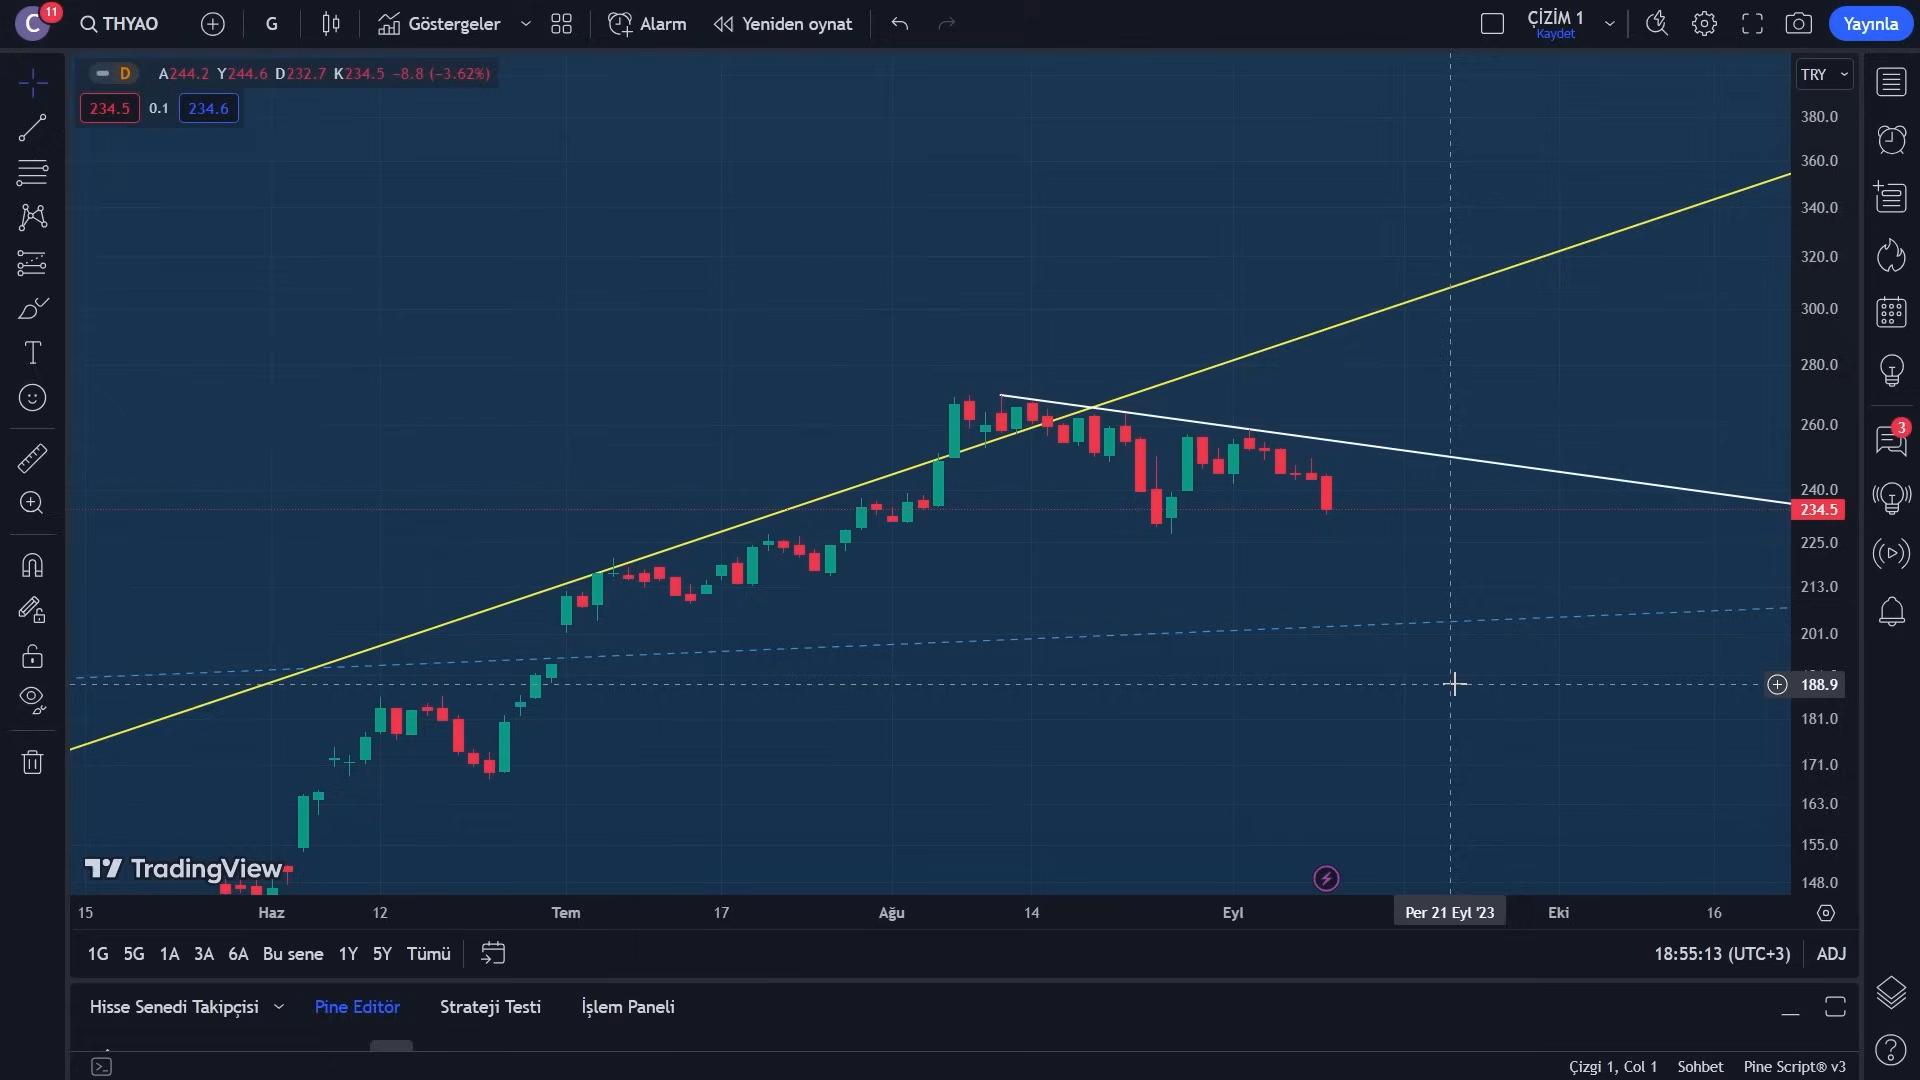 C 11
THYAO
G
Göstergeler
Alarm
Yeniden oynat
ÇİZİM 1
Kaydet
Yayınla
D A244.2 Y244.6 D232.7 K234.5 −8.8 (−3.62%)
TRY
234.5 0.1 234.6
380.0
360.0
340.0
320.0
300.0
280.0
260.0
3
240.0
234.5
225.0
213.0
201.0
188.9
181.0
171.0
163.0
155.0
148.0
TradingView
15 Haz 12 Tem 17 Ağu 14 Eyl Per 21 Eyl '23 Eki 16
1G 5G 1A 3A 6A Bu sene 1Y 5Y Tümü
18:55:13 (UTC+3) ADJ
Hisse Senedi Takipçisi Pine Editör Strateji Testi İşlem Paneli
Çizgi 1, Col 1 Sohbet Pine Script® v3